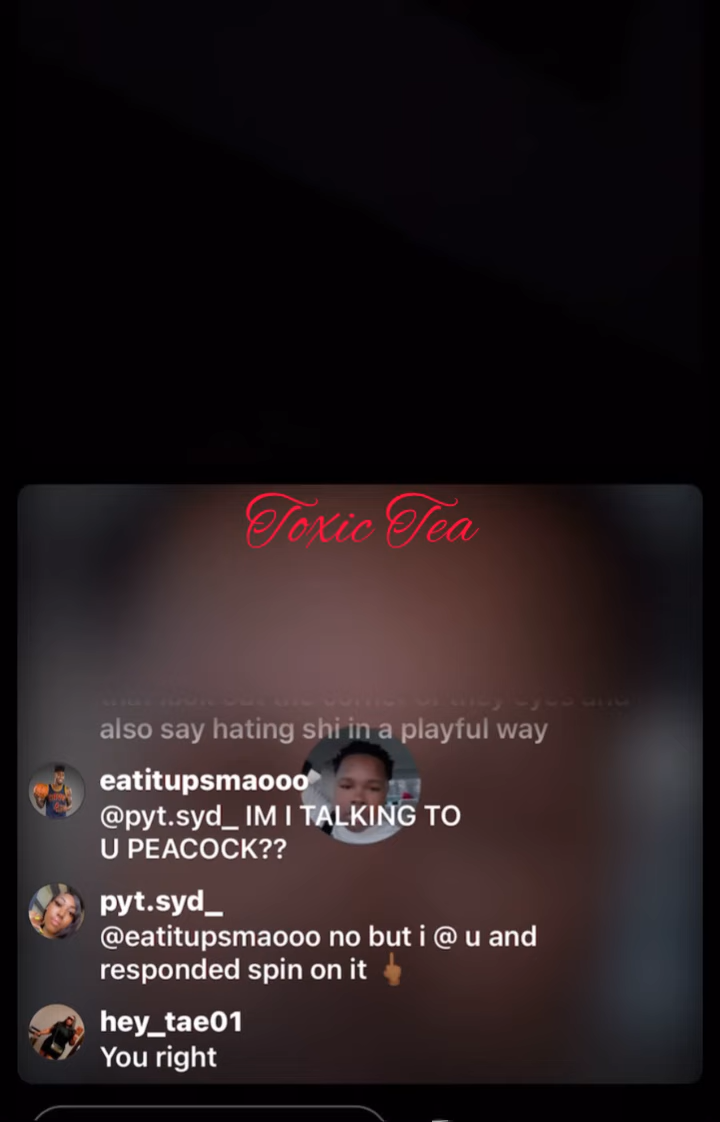 Toxic Tea
also say hating shi in a playful way
eatitupsmaooo
@pyt.syd_ IM I TALKING TO
U PEACOCK??
pyt.syd_
@eatitupsmaooo no but i @ u and
responded spin on it 🖕🏾
hey_tae01
You right